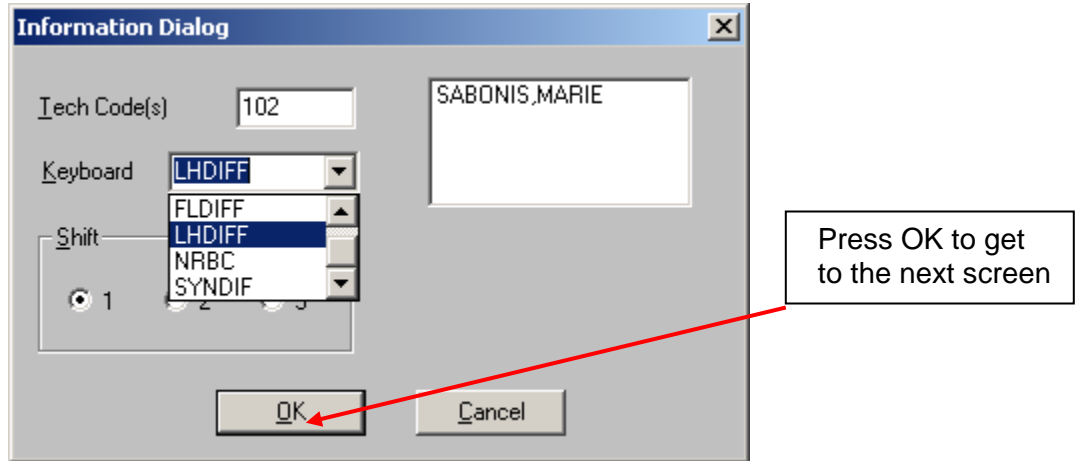 Information Dialog
Tech Code(s) 102
SABONIS,MARIE
Keyboard LHDIFF
FLDIFF
LHDIFF
NRBC
SYNDIF
Shift
1
Press OK to get
to the next screen
OK Cancel